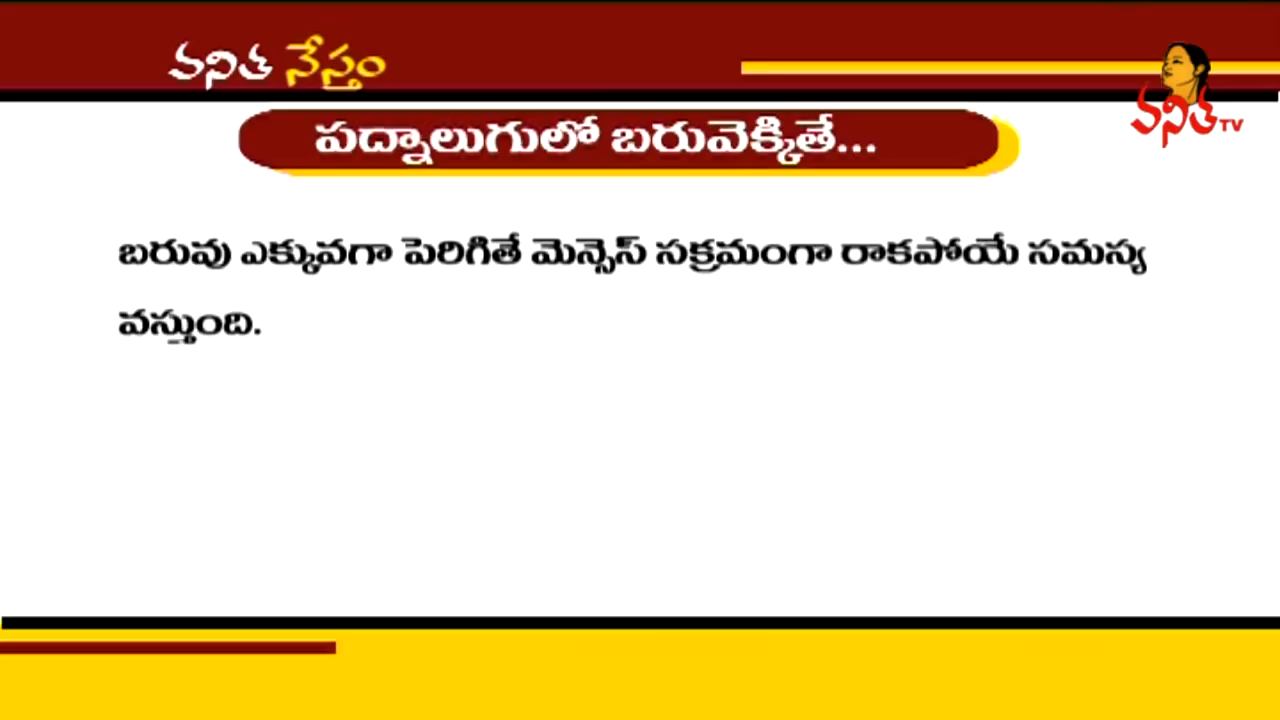 వనిత నేస్తం
వనిత TV
పద్నాలుగులో బరువెక్కితే...
బరువు ఎక్కువగా పెరిగితే మెన్సెస్ సక్రమంగా రాకపోయే సమస్య
వస్తుంది.